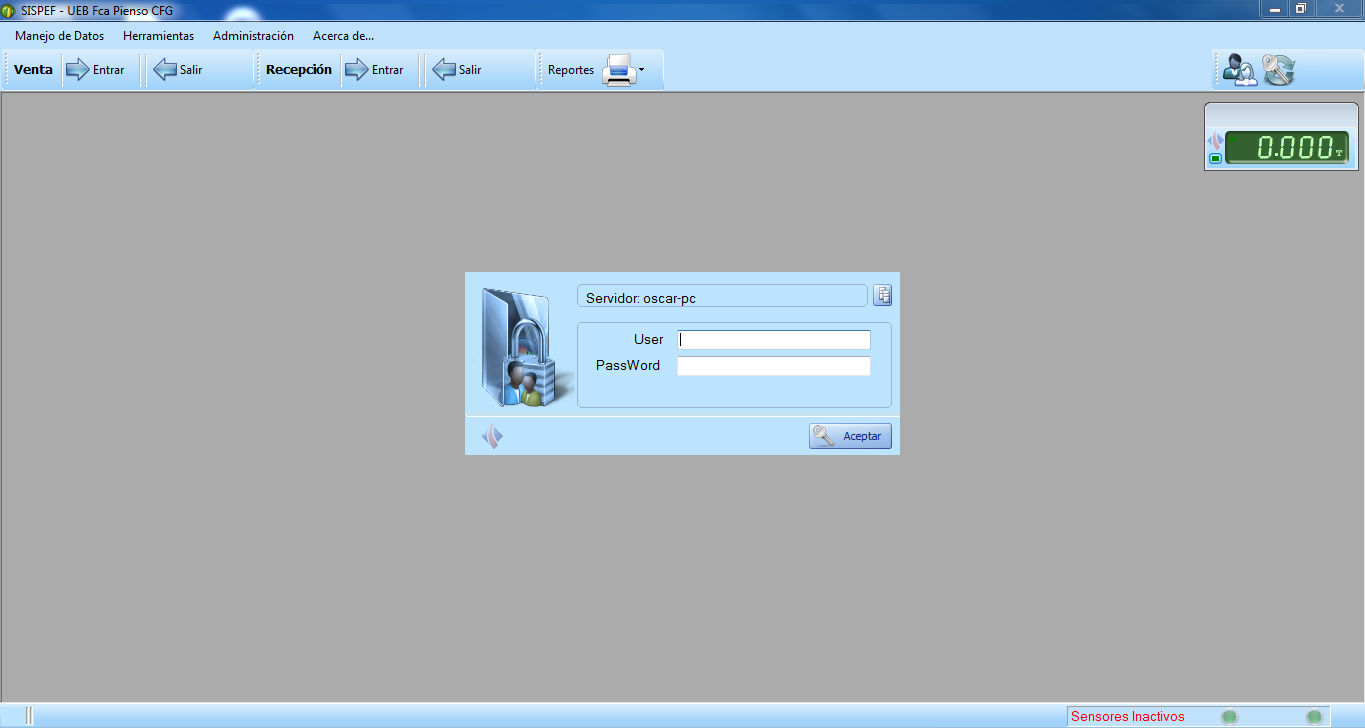 SISPEF - UEB Fca Pienso CFG
Manejo de Datos Herramientas Administración Acerca de...
Venta Entrar Salir Recepción Entrar Salir Reportes
0.000 T
Servidor: oscar-pc
User
PassWord
Aceptar
Sensores Inactivos